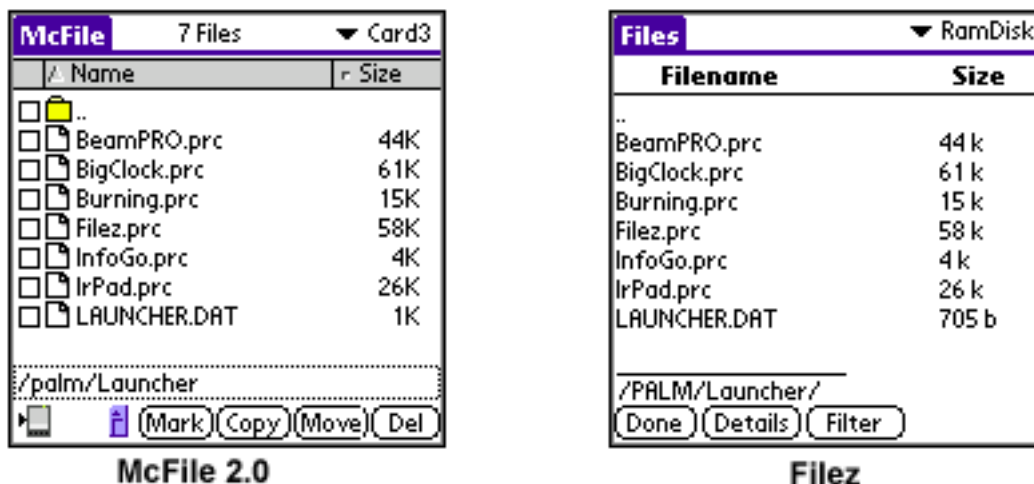 McFile 7 Files Card3
Name Size
..
BeamPRO.prc 44K
BigClock.prc 61K
Burning.prc 15K
Filez.prc 58K
InfoGo.prc 4K
IrPad.prc 26K
LAUNCHER.DAT 1K
/palm/Launcher
Mark Copy Move Del
McFile 2.0
Files RamDisk
Filename Size
..
BeamPRO.prc 44 k
BigClock.prc 61 k
Burning.prc 15 k
Filez.prc 58 k
InfoGo.prc 4 k
IrPad.prc 26 k
LAUNCHER.DAT 705 b
/PALM/Launcher/
Done Details Filter
Filez